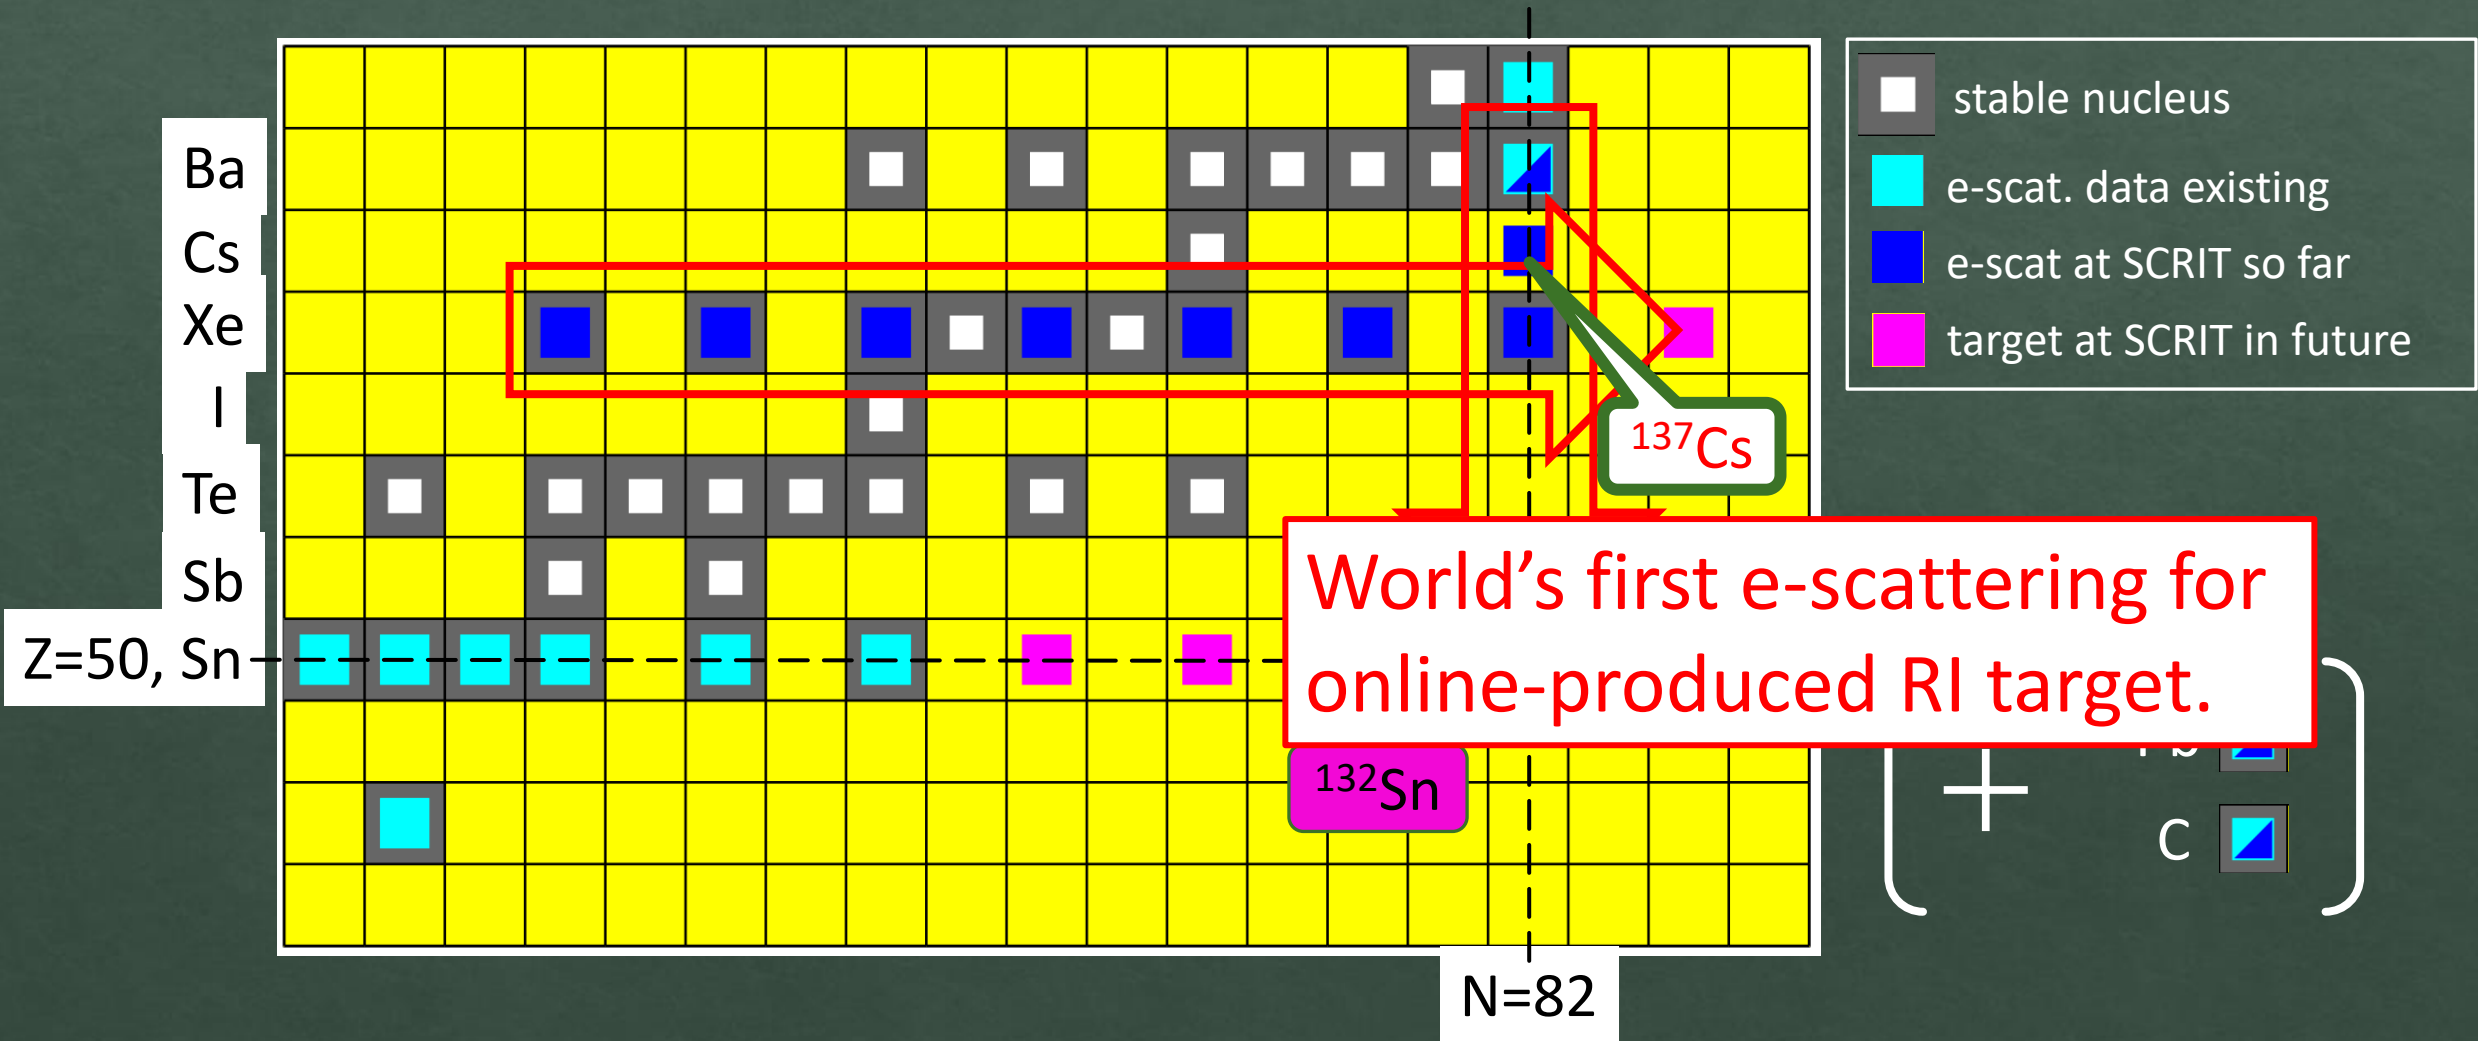 stable nucleus
e-scat. data existing
e-scat at SCRIT so far
target at SCRIT in future
Ba
Cs
Xe
I
Te
Sb
Z=50, Sn
137Cs
World's first e-scattering for
online-produced RI target.
132Sn
C
N=82